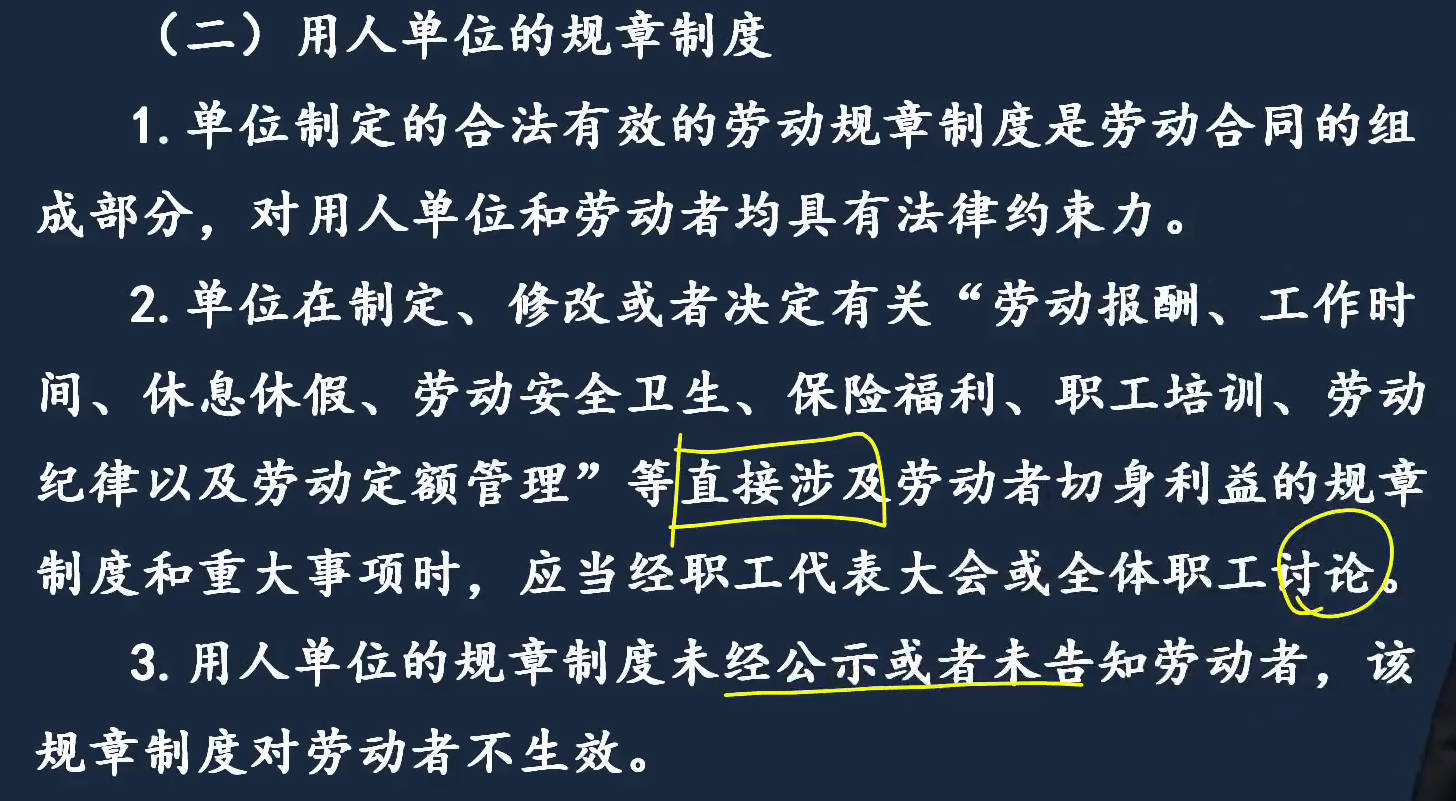 （二）用人单位的规章制度
1.单位制定的合法有效的劳动规章制度是劳动合同的组
成部分，对用人单位和劳动者均具有法律约束力。
2.单位在制定、修改或者决定有关“劳动报酬、工作时
间、休息休假、劳动安全卫生、保险福利、职工培训、劳动
纪律以及劳动定额管理”等直接涉及劳动者切身利益的规章
制度和重大事项时，应当经职工代表大会或全体职工讨论。
3.用人单位的规章制度未经公示或者未告知劳动者，该
规章制度对劳动者不生效。